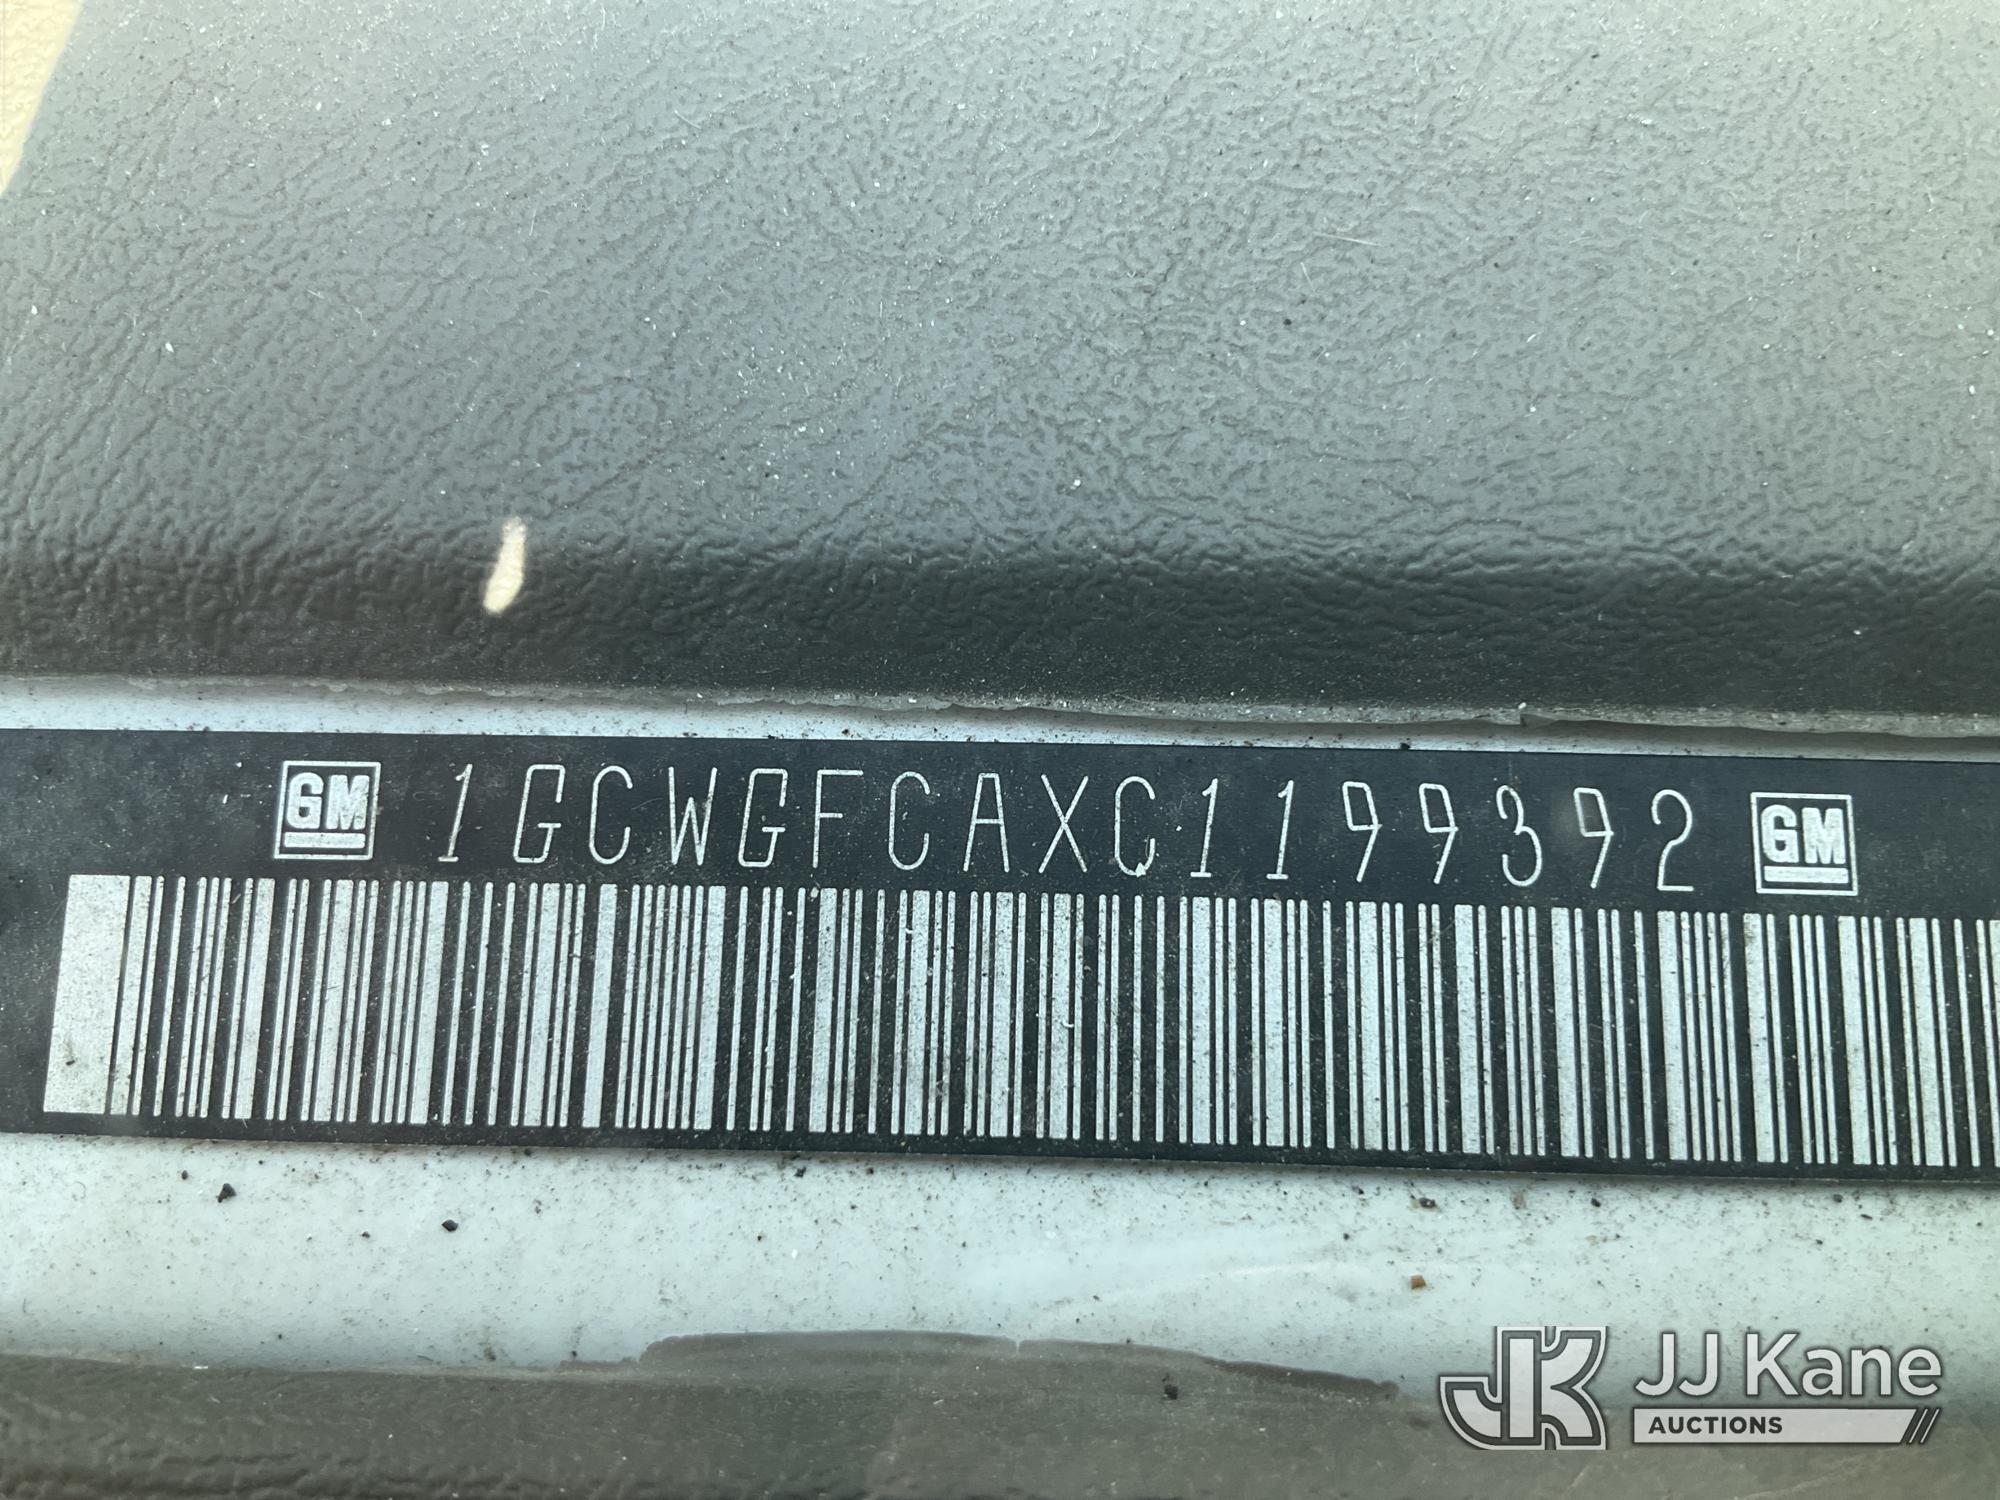 GM 1GCWGFCAXC1199392 GM
JJ Kane
AUCTIONS